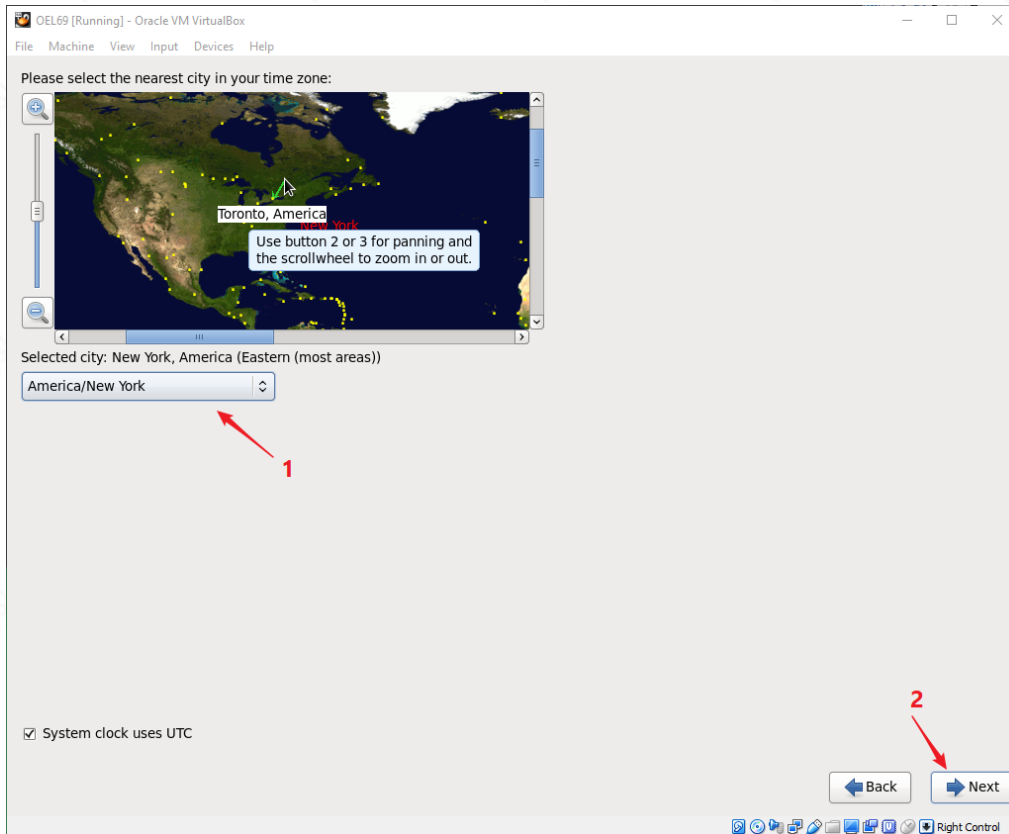 OEL69 [Running] - Oracle VM VirtualBox
File Machine View Input Devices Help
Please select the nearest city in your time zone:
Toronto, America
New York
Use button 2 or 3 for panning and
the scrollwheel to zoom in or out.
Selected city: New York, America (Eastern (most areas))
America/New York
1
2
System clock uses UTC
Back Next
Right Control